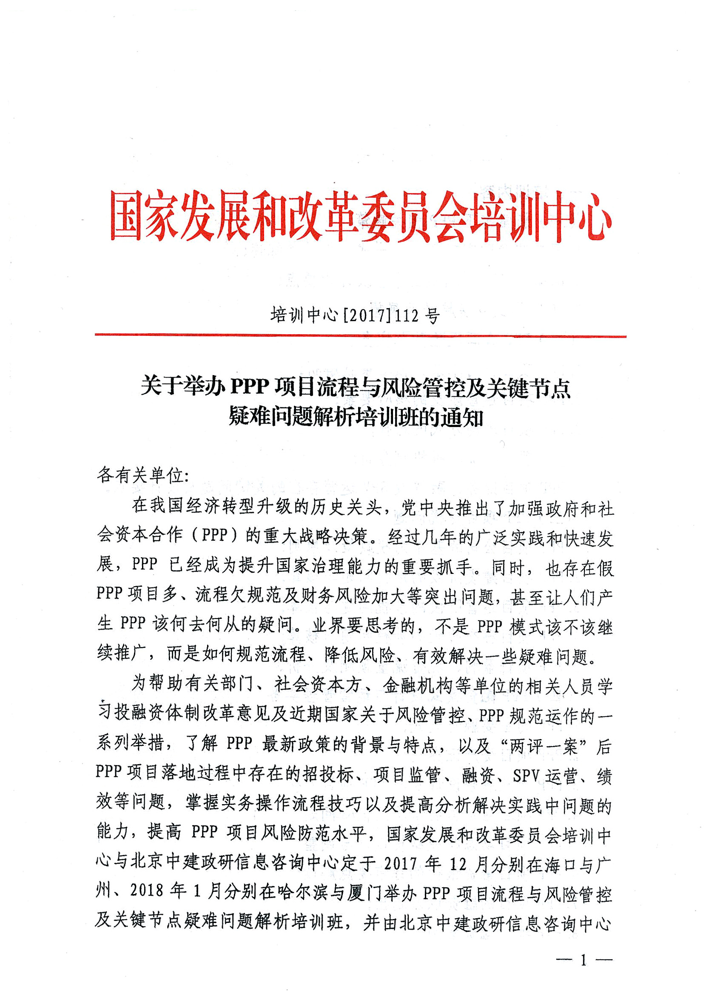 国家发展和改革委员会培训中心
培训中心[2017]112 号
关于举办 PPP 项目流程与风险管控及关键节点
疑难问题解析培训班的通知
各有关单位:
在我国经济转型升级的历史关头，党中央推出了加强政府和社
会资本合作（PPP）的重大战略决策。经过几年的广泛实践和快速发
展，PPP 已经成为提升国家治理能力的重要抓手。同时，也存在假
PPP 项目多、流程欠规范及财务风险加大等突出问题，甚至让人们产
生 PPP 该何去何从的疑问。业界要思考的，不是 PPP 模式该不该继
续推广，而是如何规范流程、降低风险、有效解决一些疑难问题。
为帮助有关部门、社会资本方、金融机构等单位的相关人员学
习投融资体制改革意见及近期国家关于风险管控、PPP 规范运作的一
系列举措，了解 PPP 最新政策的背景与特点，以及“两评一案”后
PPP 项目落地过程中存在的招投标、项目监管、融资、SPV 运营、绩
效等问题，掌握实务操作流程技巧以及提高分析解决实践中问题的
能力，提高 PPP 项目风险防范水平，国家发展和改革委员会培训中
心与北京中建政研信息咨询中心定于 2017 年 12 月分别在海口与广
州、2018 年 1 月分别在哈尔滨与厦门举办 PPP 项目流程与风险管控
及关键节点疑难问题解析培训班，并由北京中建政研信息咨询中心
— 1 —